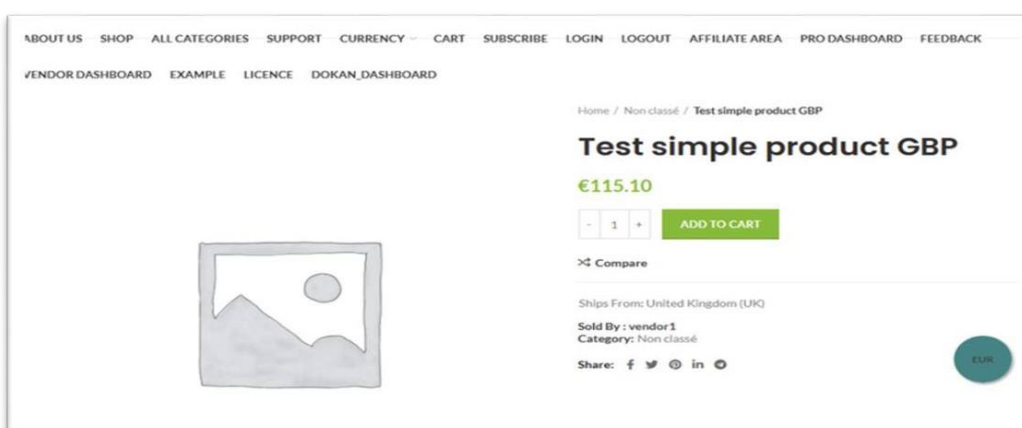 ABOUT US SHOP ALL CATEGORIES SUPPORT CURRENCY CART SUBSCRIBE LOGIN LOGOUT AFFILIATE AREA PRO DASHBOARD FEEDBACK
VENDOR DASHBOARD EXAMPLE LICENCE DOKAN_DASHBOARD
Home / Non classé / Test simple product GBP
Test simple product GBP
€115.10
- 1 + ADD TO CART
Compare
Ships From: United Kingdom (UK)
Sold By : vendor1
Category: Non classé
Share:
EUR